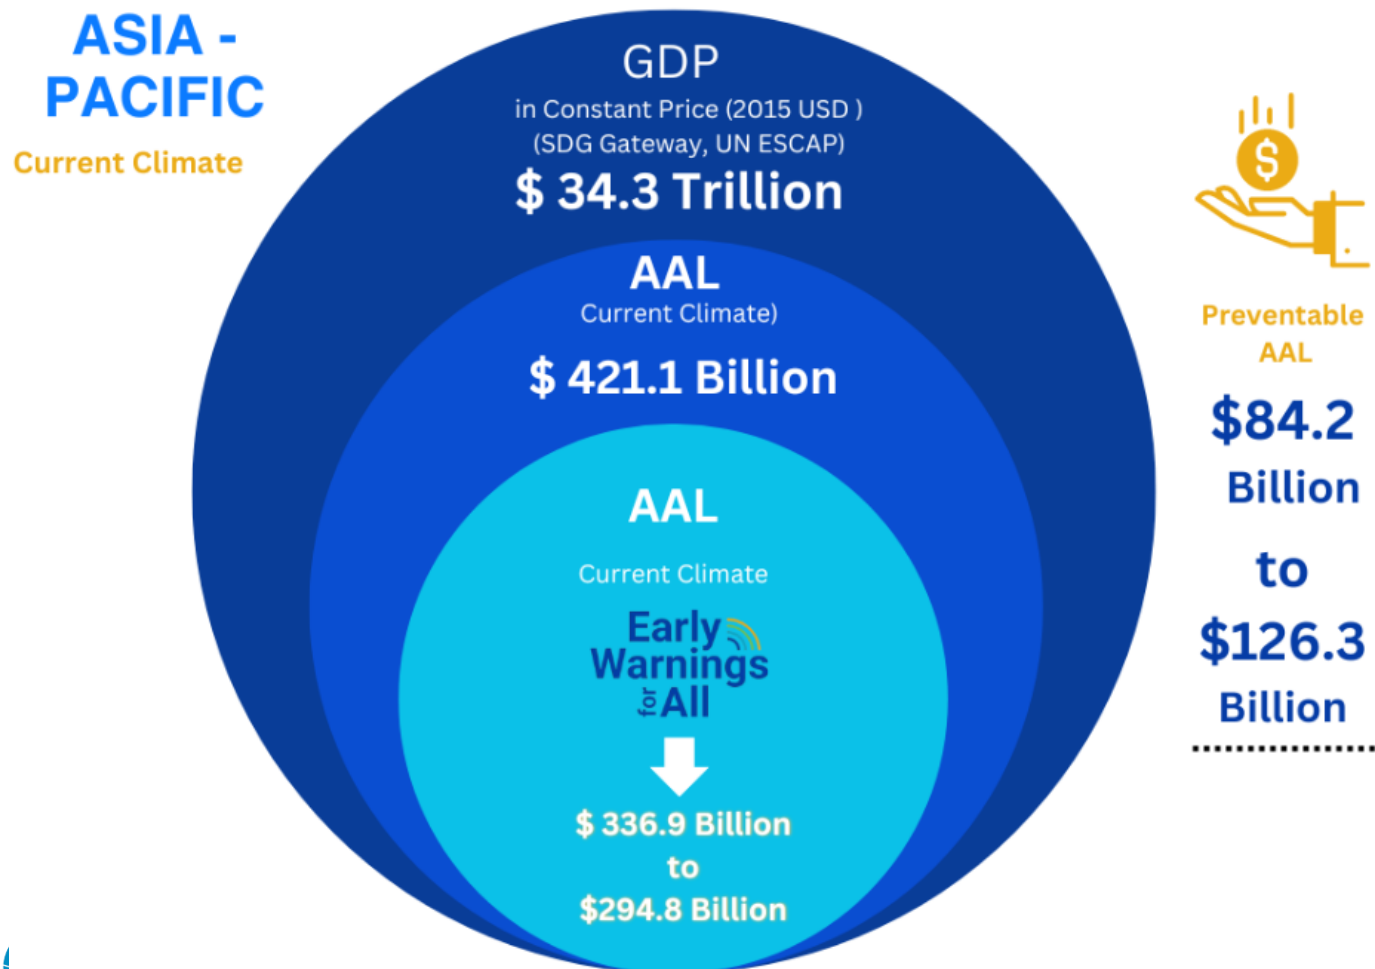 ASIA -
PACIFIC
Current Climate
GDP
in Constant Price (2015 USD )
(SDG Gateway, UN ESCAP)
$ 34.3 Trillion
AAL
Current Climate)
$ 421.1 Billion
AAL
Current Climate
Early
Warnings
for All
$ 336.9 Billion
to
$294.8 Billion
$
Preventable
AAL
$84.2
Billion
to
$126.3
Billion